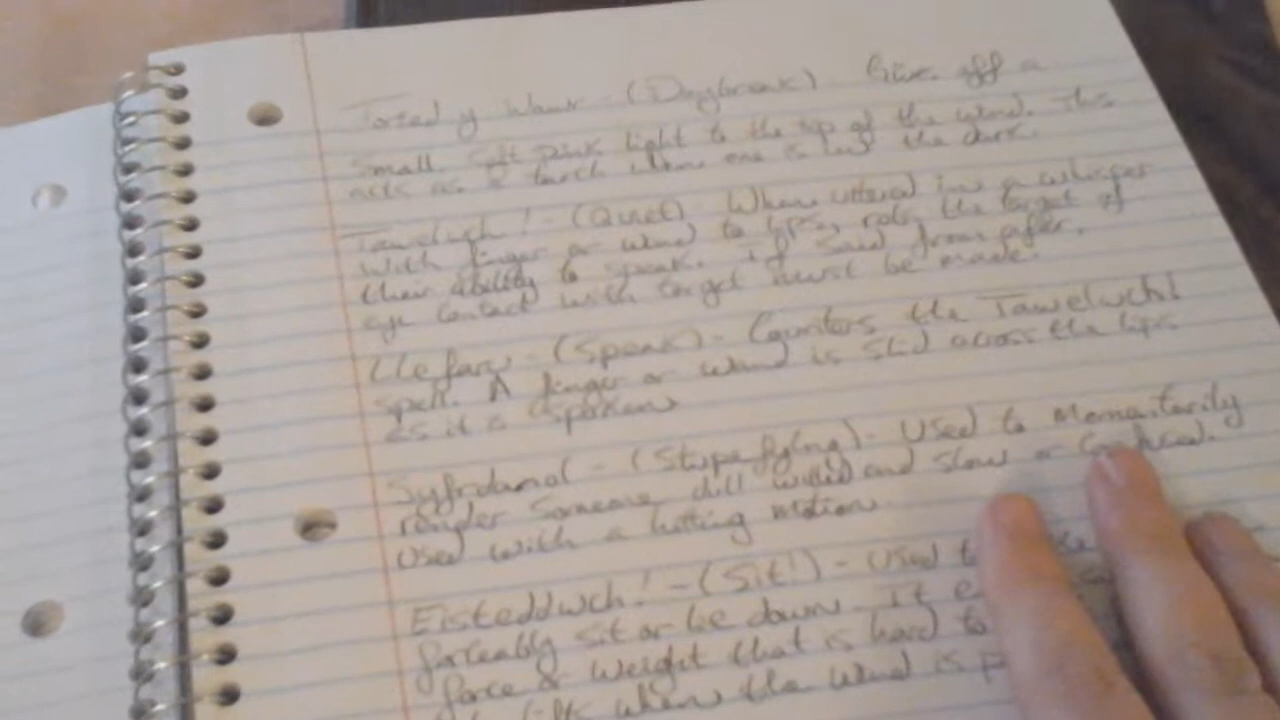 Torad y Wawr - (Daybreak) Give off a
Small soft pink light to the tip of the wand. This
acts as a torch when one is in the dark.
Tawelwch! - (Quiet) When uttered in a whisper
with finger or wand to lips, robs the target of
their ability to speak. If said from afar,
eye contact with target must be made.
Llefaru - (Speak) - Counters the Tawelwch!
spell. A finger or wand is slid across the lips
as it is spoken
Syfrdanol - (Stupefying) - Used to momentarily
render someone dull witted and slow or confused.
Used with a hitting motion.
Eisteddwch! - (Sit!) - Used
forceably sit or lie down. it
force & weight that is hard to
when the wand is